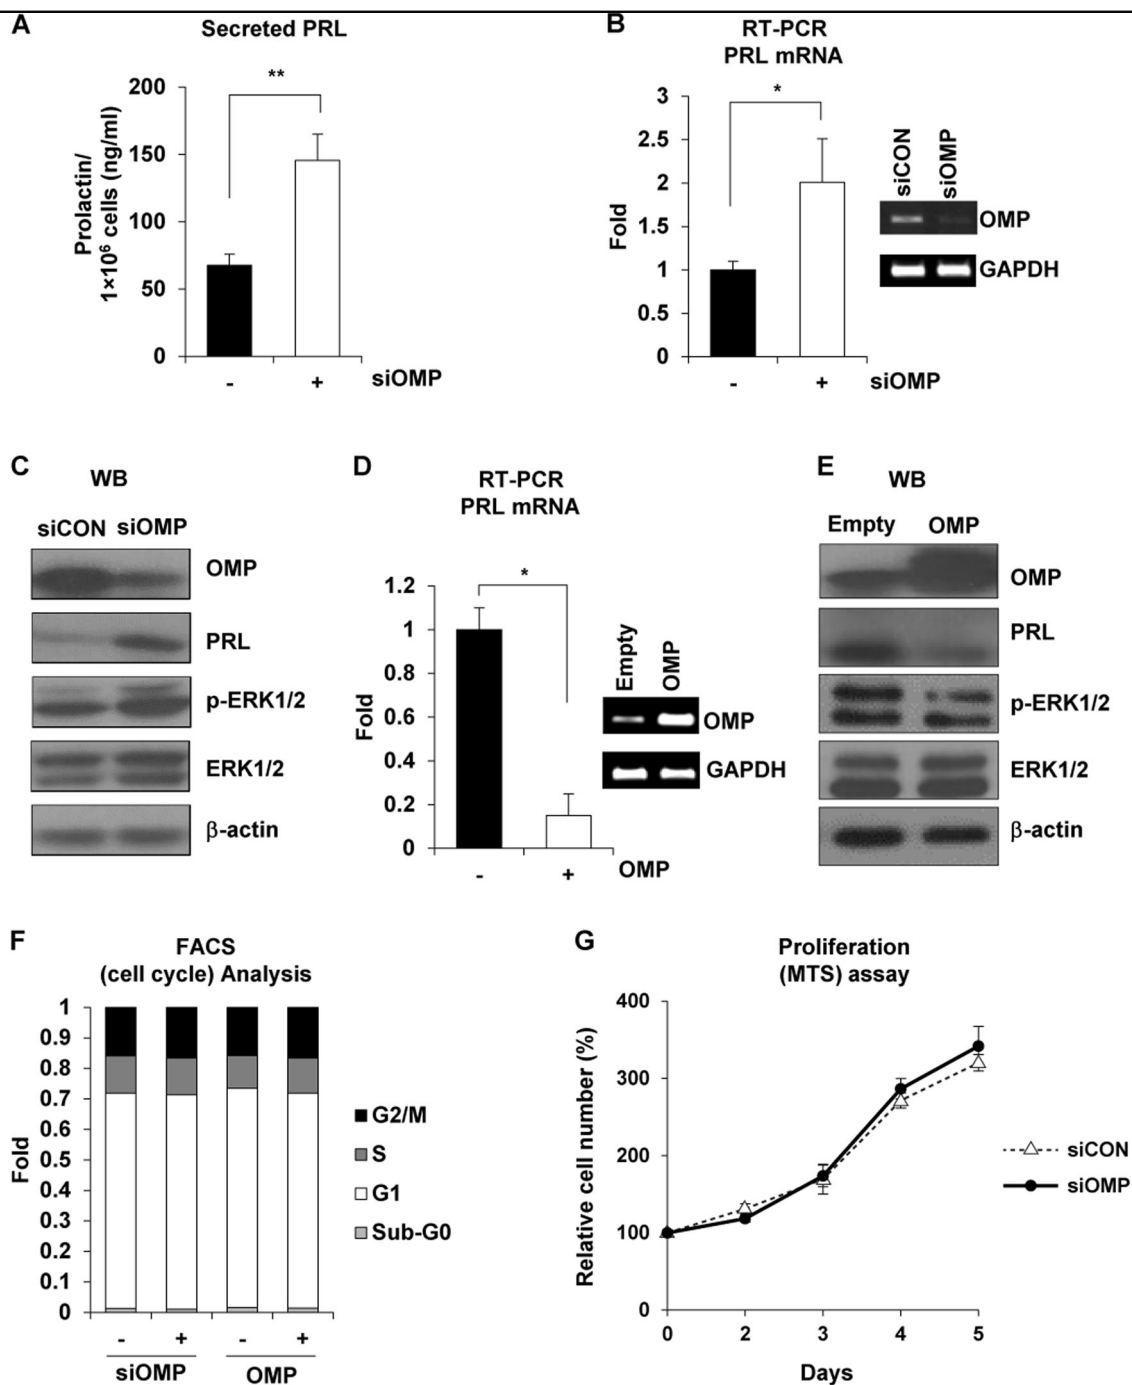 A
Secreted PRL
Prolactin/
1×10⁶ cells (ng/ml)
200
150
100
50
0
**
-
+
siOMP
B
RT-PCR
PRL mRNA
Fold
3
2.5
2
1.5
1
0.5
0
*
-
+
siOMP
siCON
siOMP
OMP
GAPDH
C
WB
siCON siOMP
OMP
PRL
p-ERK1/2
ERK1/2
β-actin
D
RT-PCR
PRL mRNA
Fold
1.2
1
0.8
0.6
0.4
0.2
0
*
-
+
OMP
Empty
OMP
OMP
GAPDH
E
WB
Empty OMP
OMP
PRL
p-ERK1/2
ERK1/2
β-actin
F
FACS
(cell cycle) Analysis
Fold
1
0.9
0.8
0.7
0.6
0.5
0.4
0.3
0.2
0.1
0
- + - +
siOMP OMP
G2/M
S
G1
Sub-G0
G
Proliferation
(MTS) assay
Relative cell number (%)
400
300
200
100
0
0 2 3 4 5
Days
siCON
siOMP